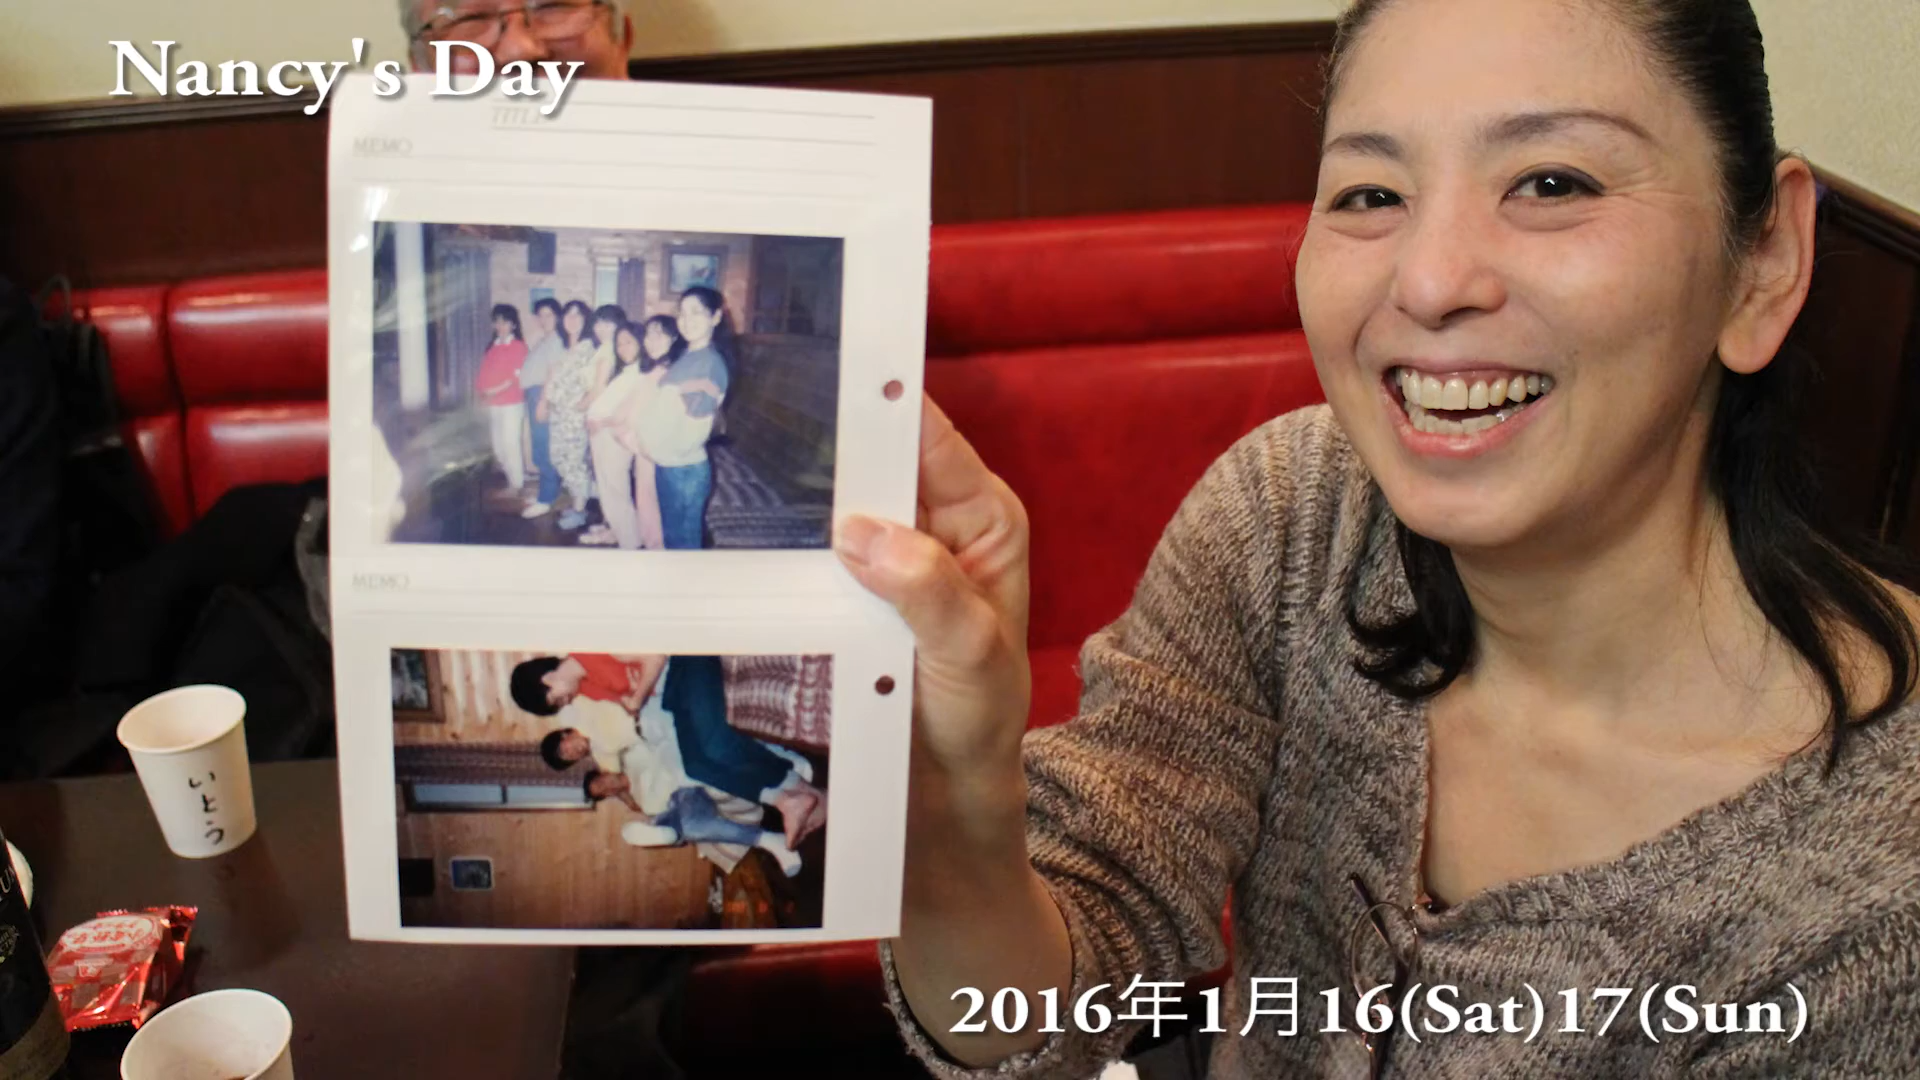 Nancy's Day
TITLE
MEMO
MEMO
いとう
2016年1月16(Sat)17(Sun)